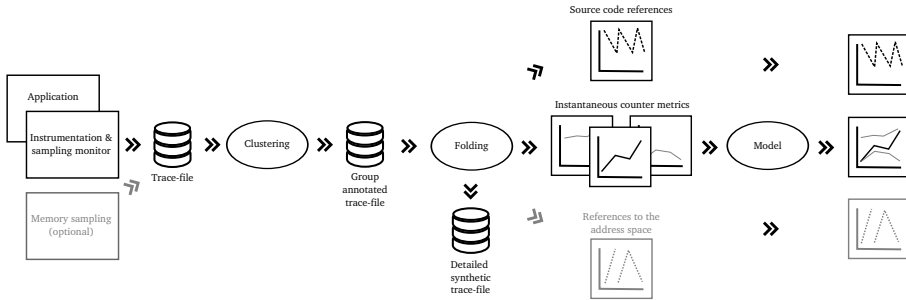 Source code references
Application
Instrumentation &
sampling monitor
Trace-file
Clustering
Group
annotated
trace-file
Folding
Instantaneous counter metrics
Model
Memory sampling
(optional)
Detailed
synthetic
trace-file
References to the
address space